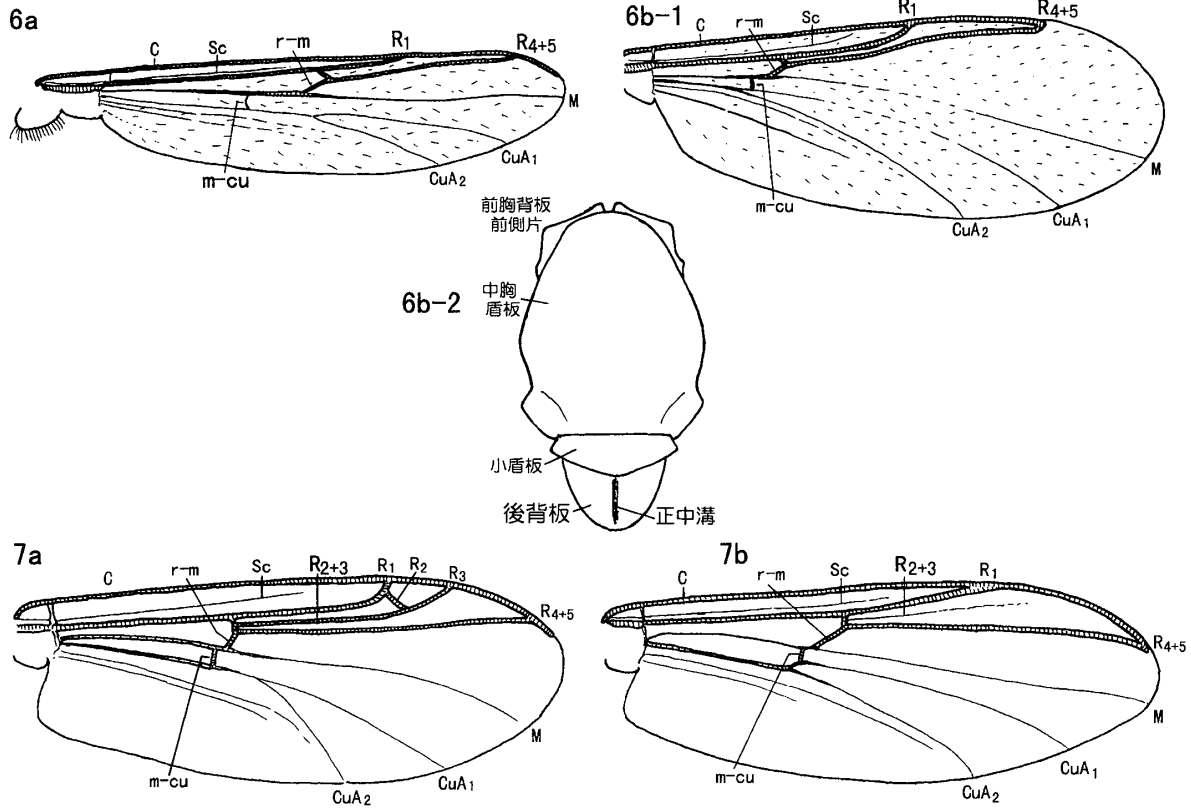 6a
C
Sc
r-m
R1
R4+5
M
CuA1
CuA2
m-cu
6b-1
C
r-m
Sc
R1
R4+5
M
CuA1
CuA2
m-cu
6b-2
前胸背板
前側片
中胸
盾板
小盾板
後背板
正中溝
7a
C
r-m
Sc
R2+3
R1
R2
R3
R4+5
M
CuA1
CuA2
m-cu
7b
C
r-m
Sc
R2+3
R1
R4+5
M
CuA1
CuA2
m-cu